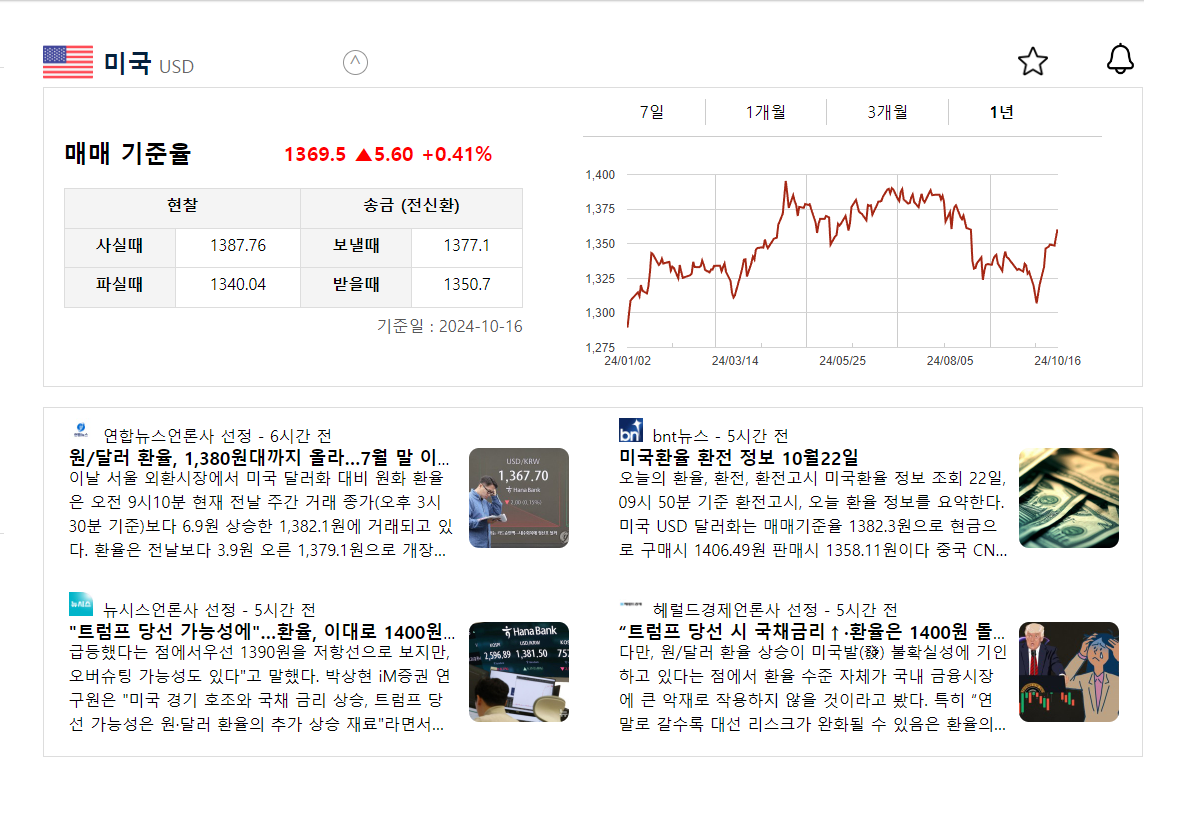 미국 USD
7일 1개월 3개월 1년
매매 기준율 1369.5 ▲5.60 +0.41%
현찰 송금 (전신환)
사실때 1387.76 보낼때 1377.1
파실때 1340.04 받을때 1350.7
기준일 : 2024-10-16
1,400
1,375
1,350
1,325
1,300
1,275
24/01/02 24/03/14 24/05/25 24/08/05 24/10/16
연합뉴스언론사 선정 - 6시간 전
원/달러 환율, 1,380원대까지 올라...7월 말 이...
이날 서울 외환시장에서 미국 달러화 대비 원화 환율
은 오전 9시10분 현재 전날 주간 거래 종가(오후 3시
30분 기준)보다 6.9원 상승한 1,382.1원에 거래되고 있
다. 환율은 전날보다 3.9원 오른 1,379.1원으로 개장...
USD/KRW
1,367.70
Hana Bank
▼2.00 (0.15%)
bnt
bnt뉴스 - 5시간 전
미국환율 환전 정보 10월22일
오늘의 환율, 환전, 환전고시 미국환율 정보 조회 22일,
09시 50분 기준 환전고시, 오늘 환율 정보를 요약한다.
미국 USD 달러화는 매매기준율 1382.3원으로 현금으
로 구매시 1406.49원 판매시 1358.11원이다 중국 CN...
뉴시스
뉴시스언론사 선정 - 5시간 전
"트럼프 당선 가능성에"...환율, 이대로 1400원...
급등했다는 점에서우선 1390원을 저항선으로 보지만,
오버슈팅 가능성도 있다"고 말했다. 박상현 iM증권 연
구원은 "미국 경기 호조와 국채 금리 상승, 트럼프 당
선 가능성은 원·달러 환율의 추가 상승 재료"라면서...
Hana Bank
2,596.89 1,381.50
헤럴드경제언론사 선정 - 5시간 전
“트럼프 당선 시 국채금리↑·환율은 1400원 돌...
다만, 원/달러 환율 상승이 미국발(發) 불확실성에 기인
하고 있다는 점에서 환율 수준 자체가 국내 금융시장
에 큰 악재로 작용하지 않을 것이라고 봤다. 특히 “연
말로 갈수록 대선 리스크가 완화될 수 있음은 환율의...